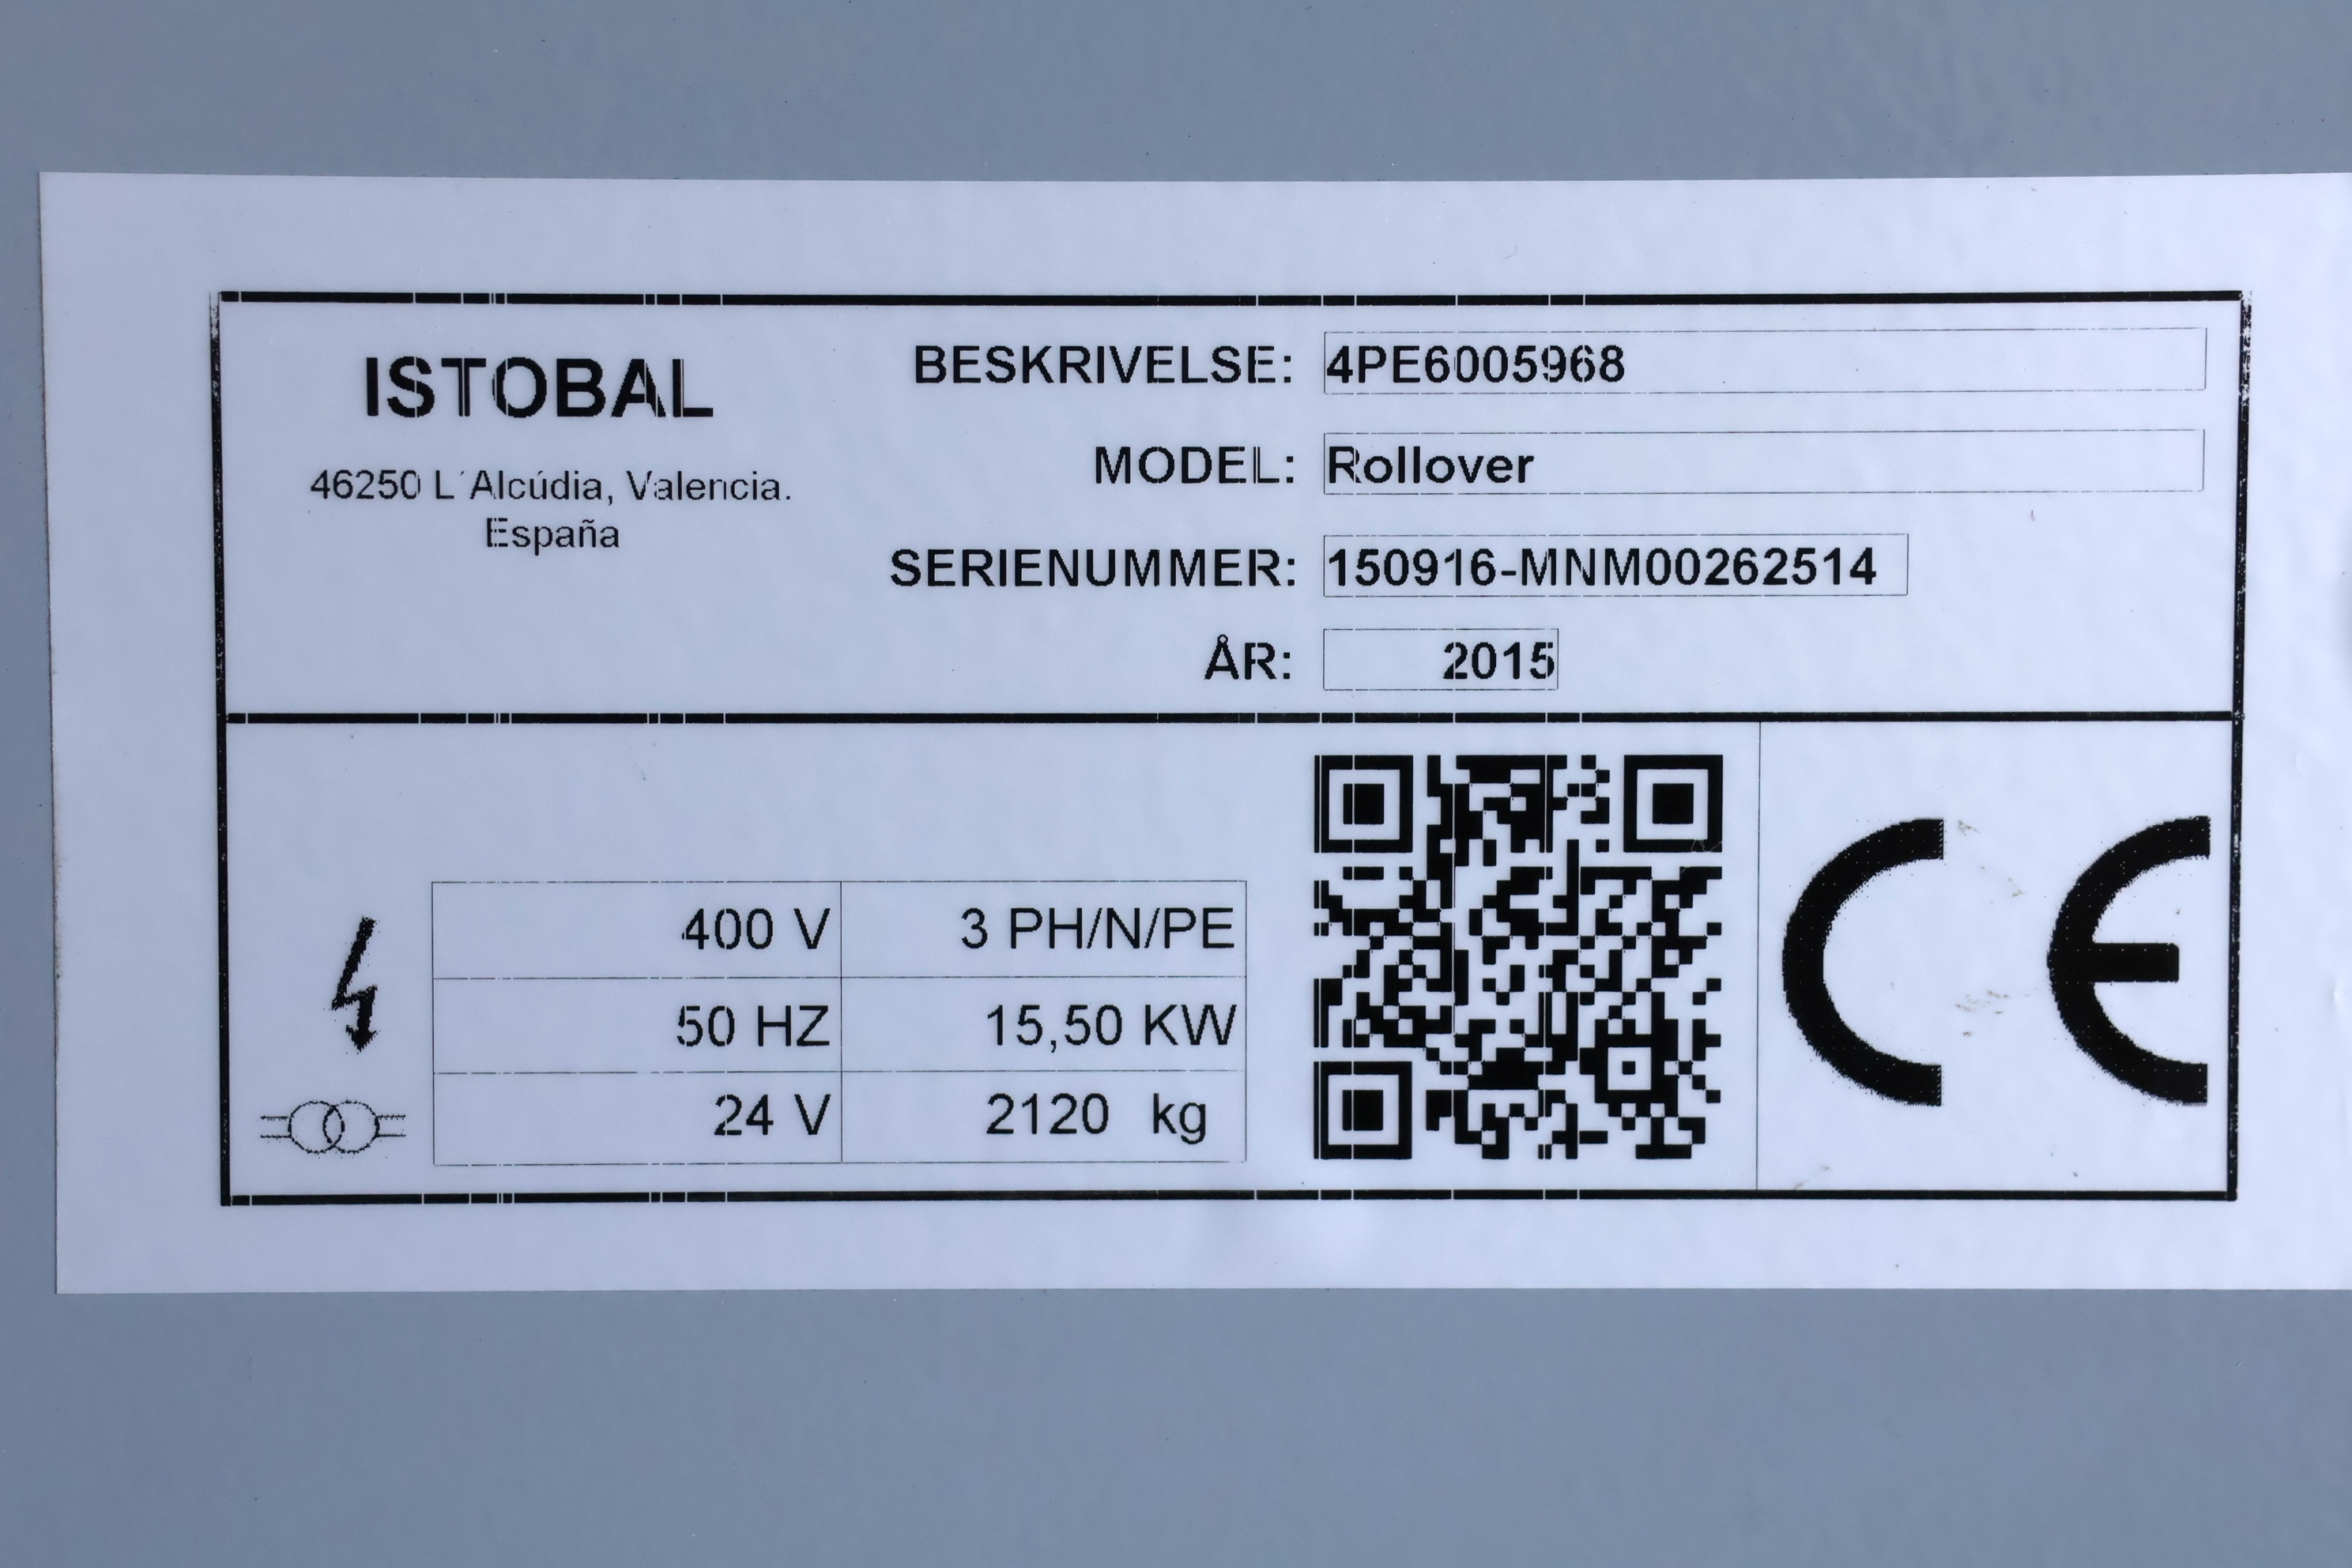 ISTOBAL
46250 L´Alcúdia, Valencia.
España
BESKRIVELSE: 4PE6005968
MODEL: Rollover
SERIENUMMER: 150916-MNM00262514
ÅR: 2015
400 V 3 PH/N/PE
50 HZ 15,50 KW
24 V 2120 kg
CE